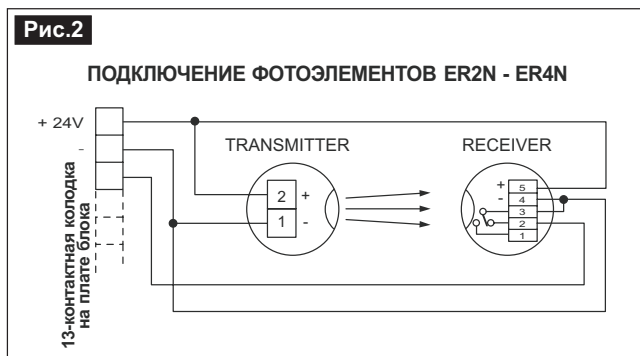 Рис.2
ПОДКЛЮЧЕНИЕ ФОТОЭЛЕМЕНТОВ ER2N - ER4N
+ 24V
-
13-контактная колодка
на плате блока
TRANSMITTER
2 +
1 -
RECEIVER
+ 5
- 4
3
2
1